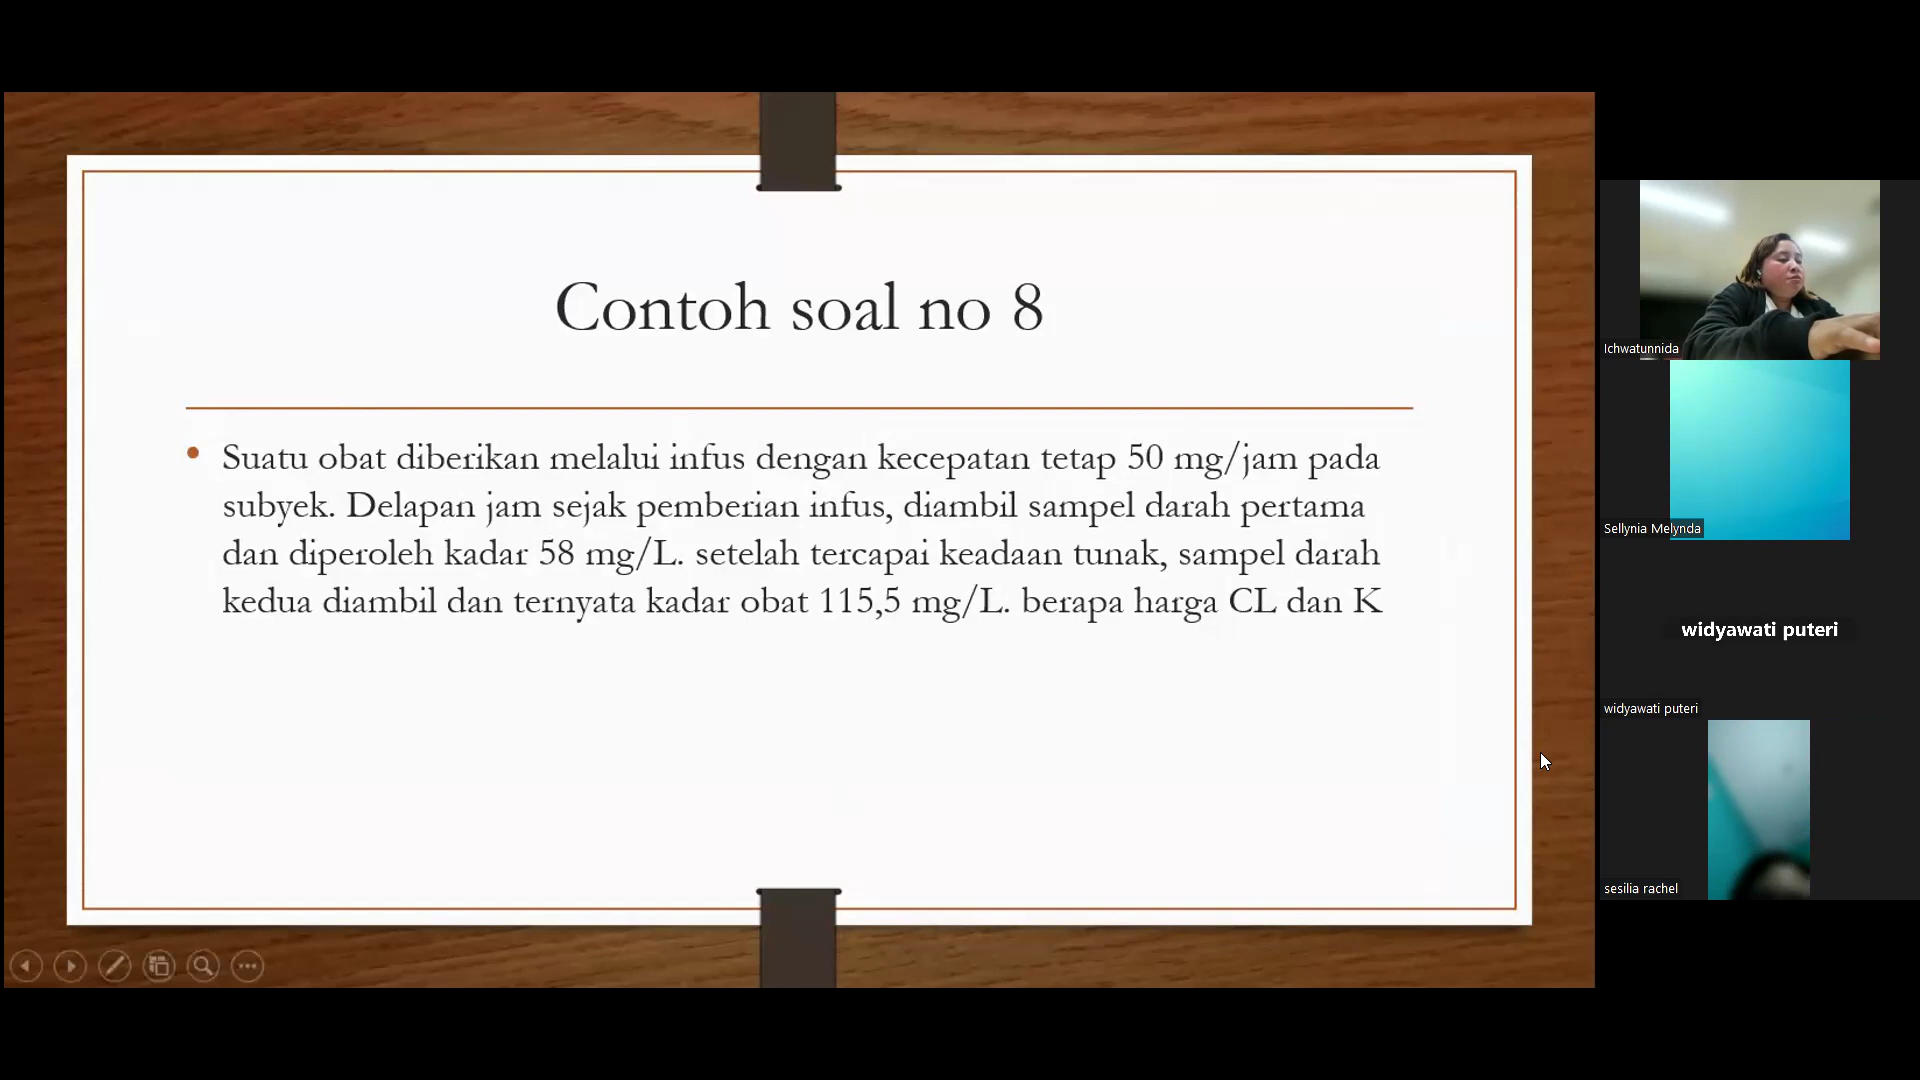 Contoh soal no 8
• Suatu obat diberikan melalui infus dengan kecepatan tetap 50 mg/jam pada
subyek. Delapan jam sejak pemberian infus, diambil sampel darah pertama
dan diperoleh kadar 58 mg/L. setelah tercapai keadaan tunak, sampel darah
kedua diambil dan ternyata kadar obat 115,5 mg/L. berapa harga CL dan K
Ichwatunnida
Sellynia Melynda
widyawati puteri
widyawati puteri
sesilia rachel